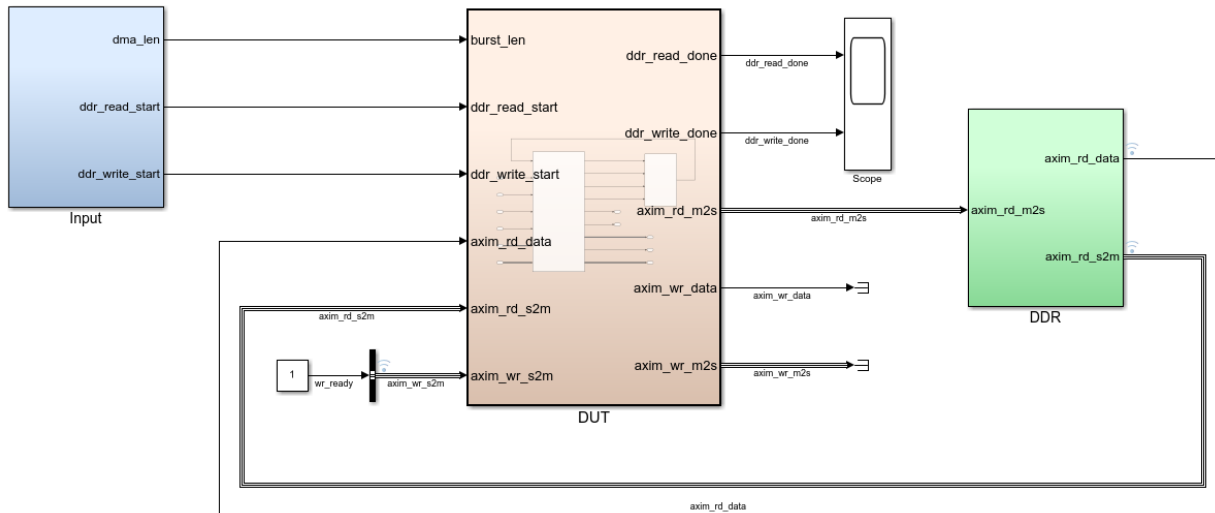 dma_len
ddr_read_start
ddr_write_start
Input
burst_len
ddr_read_start
ddr_write_start
axim_rd_data
axim_rd_s2m
axim_wr_s2m
ddr_read_done
ddr_write_done
axim_rd_m2s
axim_wr_data
axim_wr_m2s
DUT
ddr_read_done
ddr_write_done
Scope
axim_rd_m2s
axim_wr_data
axim_wr_m2s
axim_rd_m2s
axim_rd_data
axim_rd_s2m
DDR
axim_rd_s2m
1
wr_ready
axim_wr_s2m
axim_rd_data